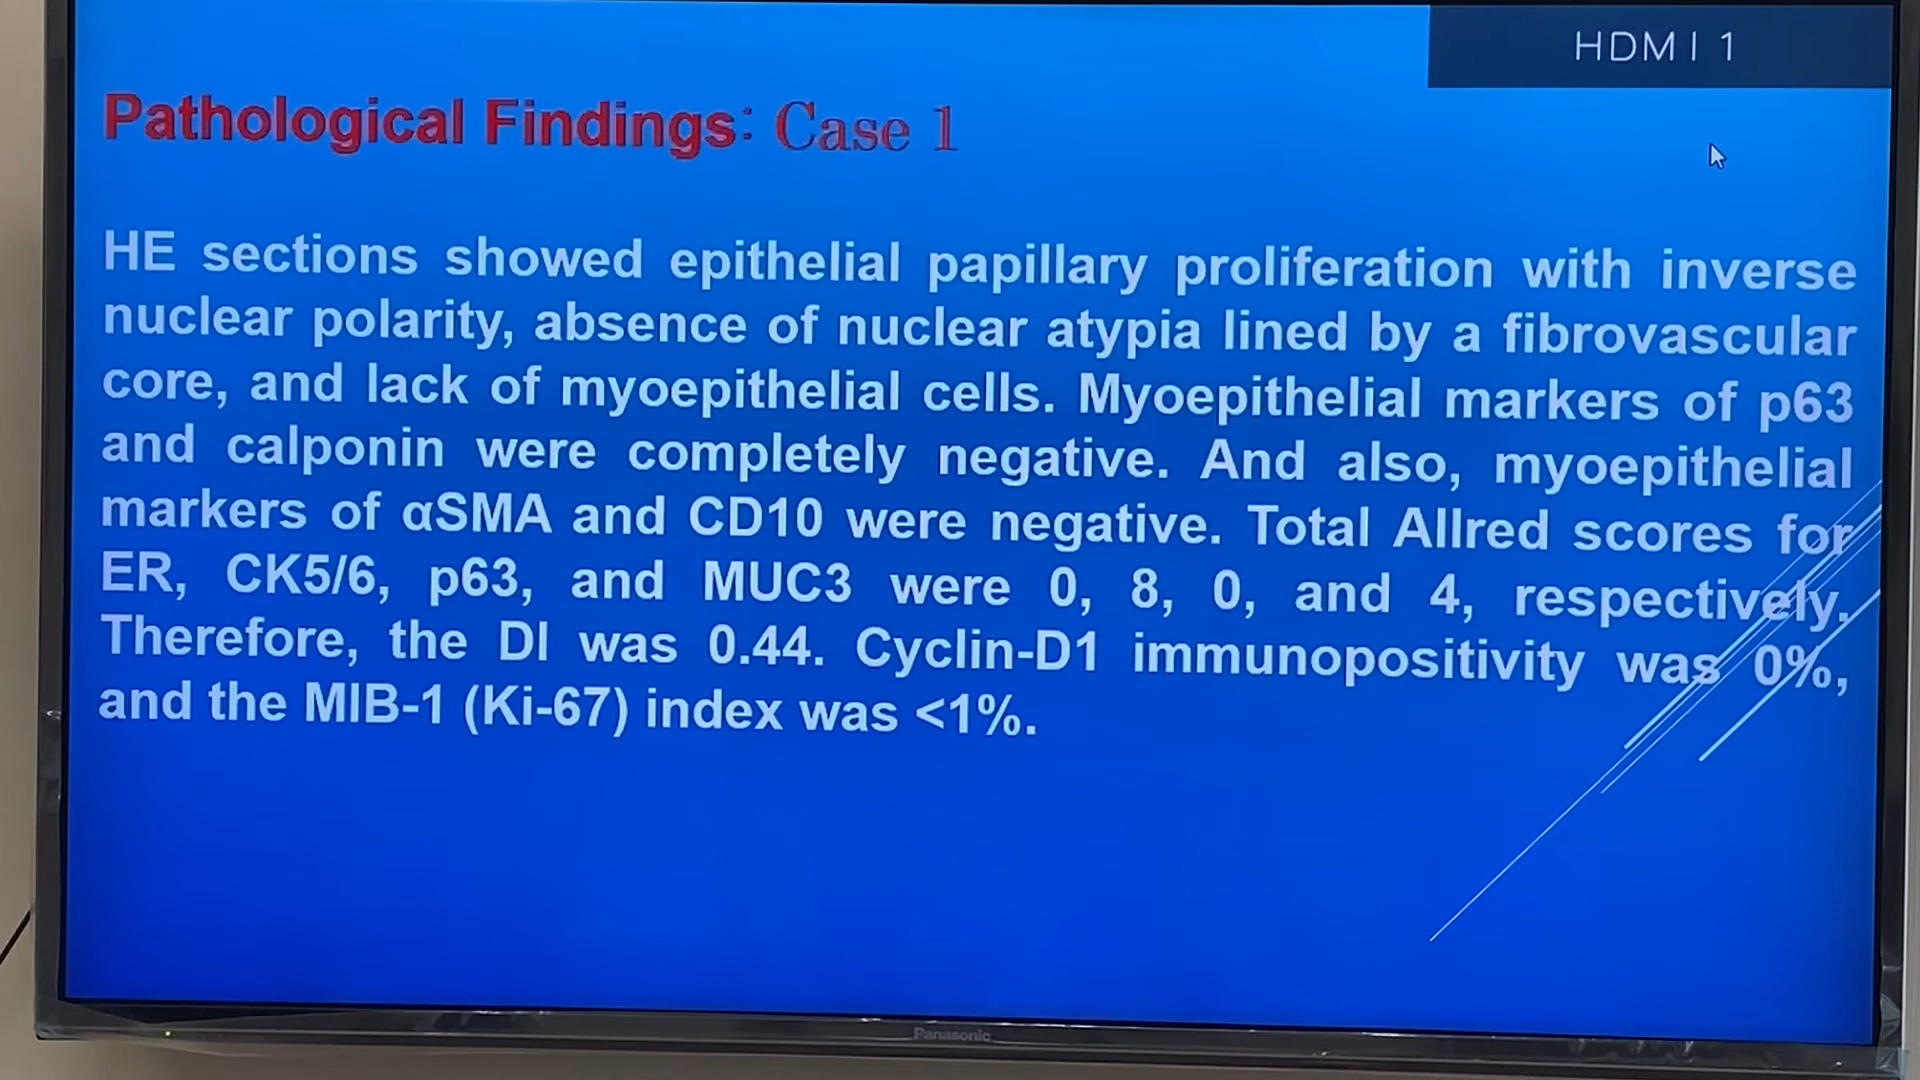 HDMI 1
Pathological Findings: Case 1
HE sections showed epithelial papillary proliferation with inverse
nuclear polarity, absence of nuclear atypia lined by a fibrovascular
core, and lack of myoepithelial cells. Myoepithelial markers of p63
and calponin were completely negative. And also, myoepithelial
markers of αSMA and CD10 were negative. Total Allred scores for
ER, CK5/6, p63, and MUC3 were 0, 8, 0, and 4, respectively.
Therefore, the DI was 0.44. Cyclin-D1 immunopositivity was 0%,
and the MIB-1 (Ki-67) index was <1%.
Panasonic